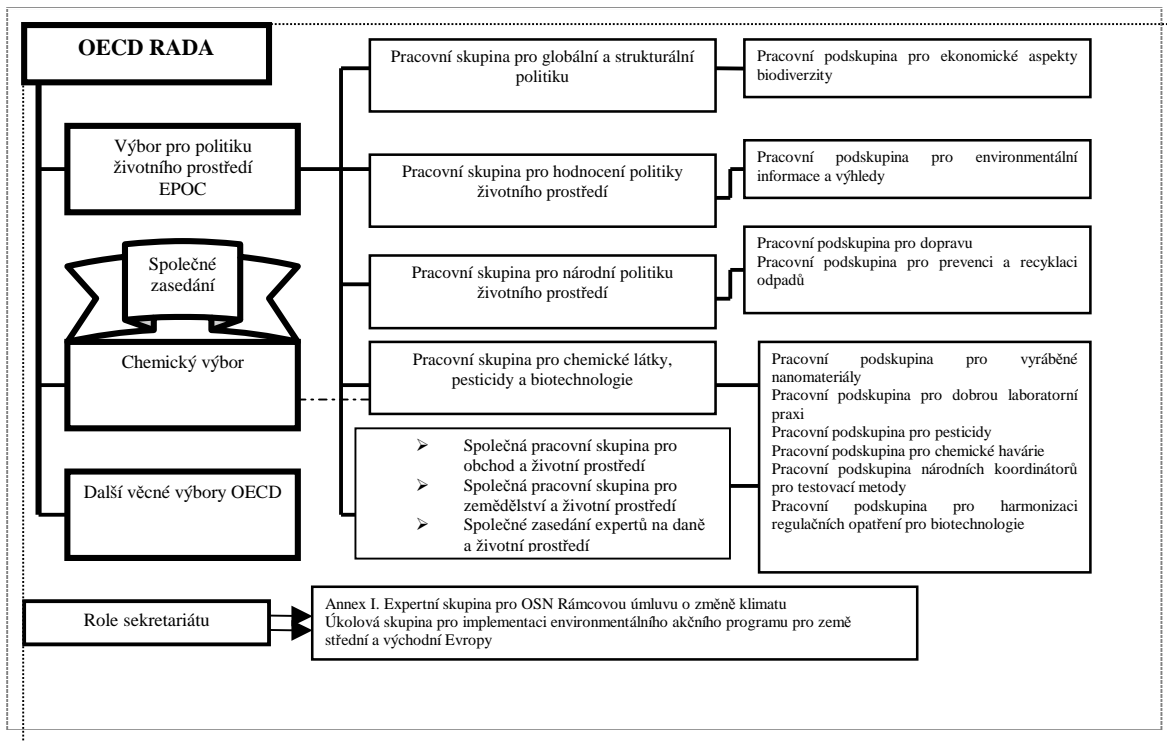 OECD RADA
Výbor pro politiku
životního prostředí
EPOC
Společné
zasedání
Chemický výbor
Další věcné výbory OECD
Pracovní skupina pro globální a strukturální
politiku
Pracovní skupina pro hodnocení politiky
životního prostředí
Pracovní skupina pro národní politiku
životního prostředí
Pracovní skupina pro chemické látky,
pesticidy a biotechnologie
➢ Společná pracovní skupina pro
obchod a životní prostředí
➢ Společná pracovní skupina pro
zemědělství a životní prostředí
➢ Společné zasedání expertů na daně
a životní prostředí
Pracovní podskupina pro ekonomické aspekty
biodiverzity
Pracovní podskupina pro environmentální
informace a výhledy
Pracovní podskupina pro dopravu
Pracovní podskupina pro prevenci a recyklaci
odpadů
Pracovní podskupina pro vyráběné
nanomateriály
Pracovní podskupina pro dobrou laboratorní
praxi
Pracovní podskupina pro pesticidy
Pracovní podskupina pro chemické havárie
Pracovní podskupina národních koordinátorů
pro testovací metody
Pracovní podskupina pro harmonizaci
regulačních opatření pro biotechnologie
Role sekretariátu
Annex I. Expertní skupina pro OSN Rámcovou úmluvu o změně klimatu
Úkolová skupina pro implementaci environmentálního akčního programu pro země
střední a východní Evropy